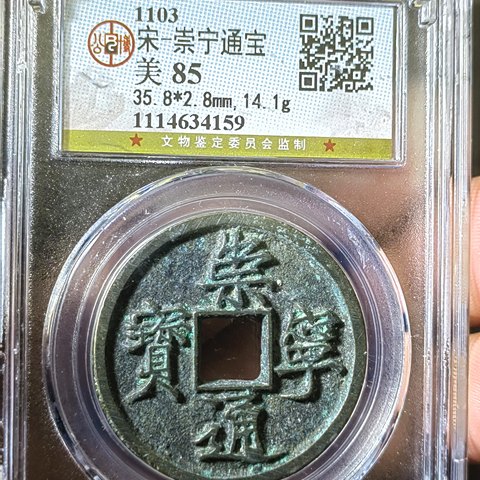 1103
宋-崇宁通宝
美 85
35.8*2.8mm,14.1g
1114634159
★ 文物鉴定委员会监制 ★
崇
寧
通
寶